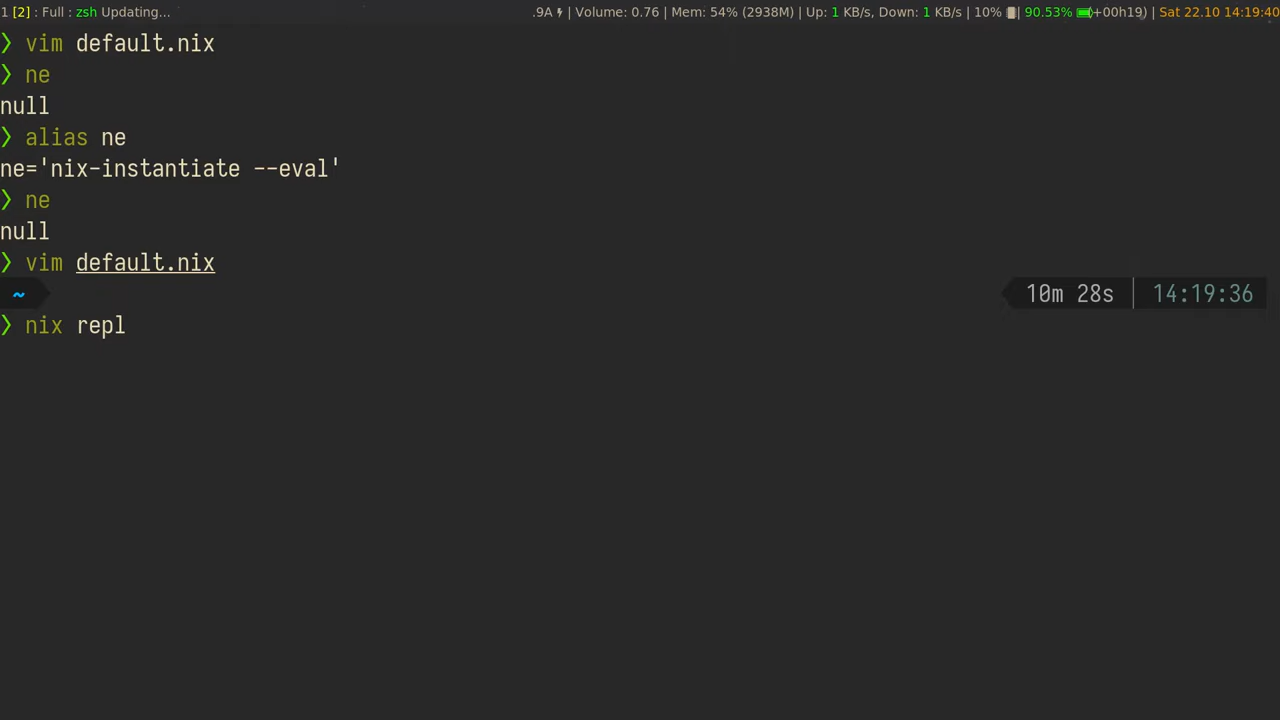 1 [2] : Full : zsh Updating... .9A | Volume: 0.76 | Mem: 54% (2938M) | Up: 1 KB/s, Down: 1 KB/s | 10% | 90.53% +00h19) | Sat 22.10 14:19:40
❯ vim default.nix
❯ ne
null
❯ alias ne
ne='nix-instantiate --eval'
❯ ne
null
❯ vim default.nix
~ 10m 28s 14:19:36
❯ nix repl